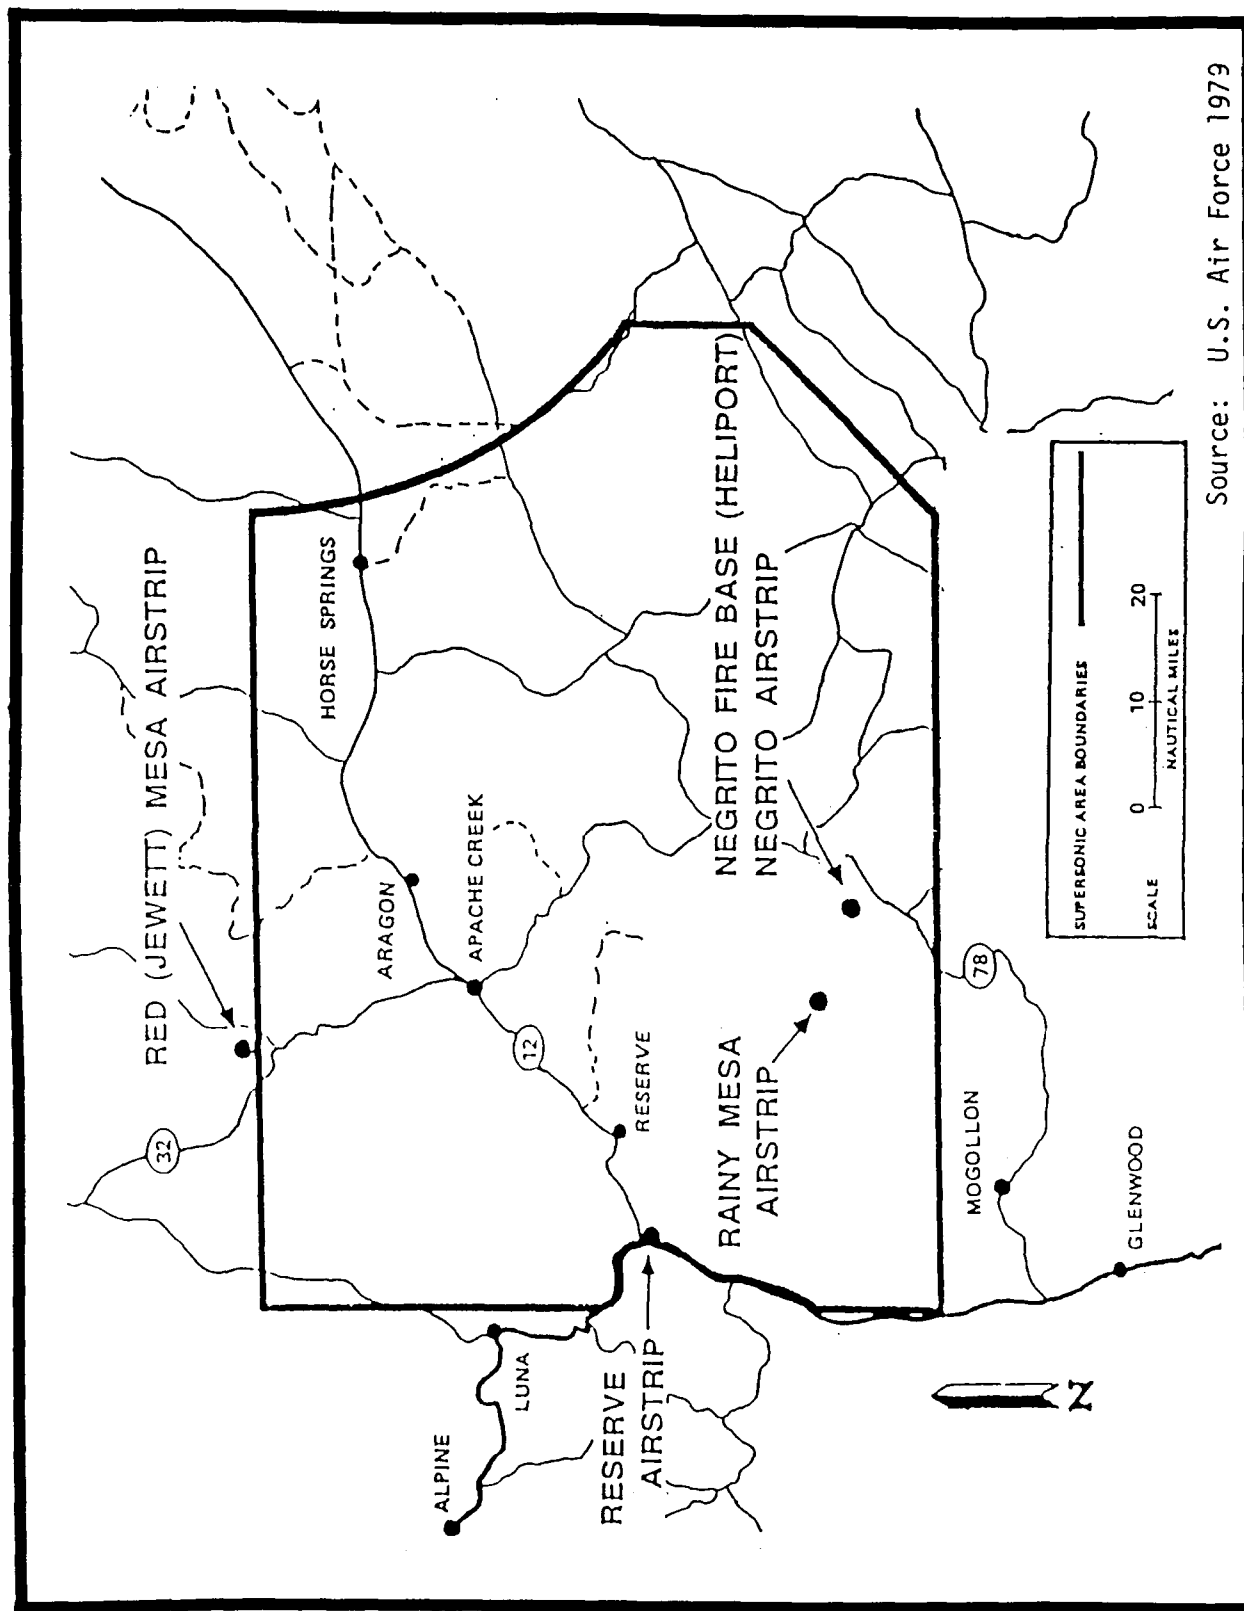 RED (JEWETT) MESA AIRSTRIP
32
HORSE SPRINGS
ARAGON
APACHE CREEK
12
ALPINE
LUNA
RESERVE
RESERVE
AIRSTRIP
RAINY MESA
AIRSTRIP
NEGRITO FIRE BASE (HELIPORT)
NEGRITO AIRSTRIP
78
MOGOLLON
GLENWOOD
N
SUPERSONIC AREA BOUNDARIES
SCALE
0 10 20
NAUTICAL MILES
Source: U.S. Air Force 1979